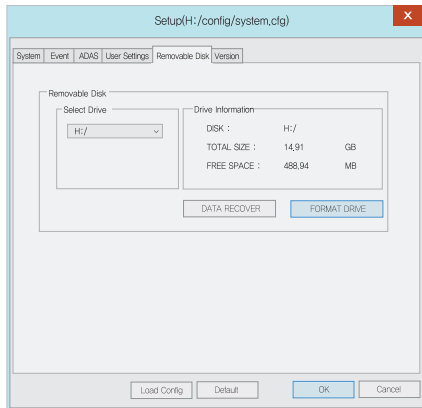 Setup(H:/config/system,cfg)
X
System Event ADAS User Settings Removable Disk Version
Removable Disk
Select Drive
H:/
Drive Information
DISK : H:/
TOTAL SIZE : 14,91 GB
FREE SPACE : 488,94 MB
DATA RECOVER FORMAT DRIVE
Load Config Default OK Cancel